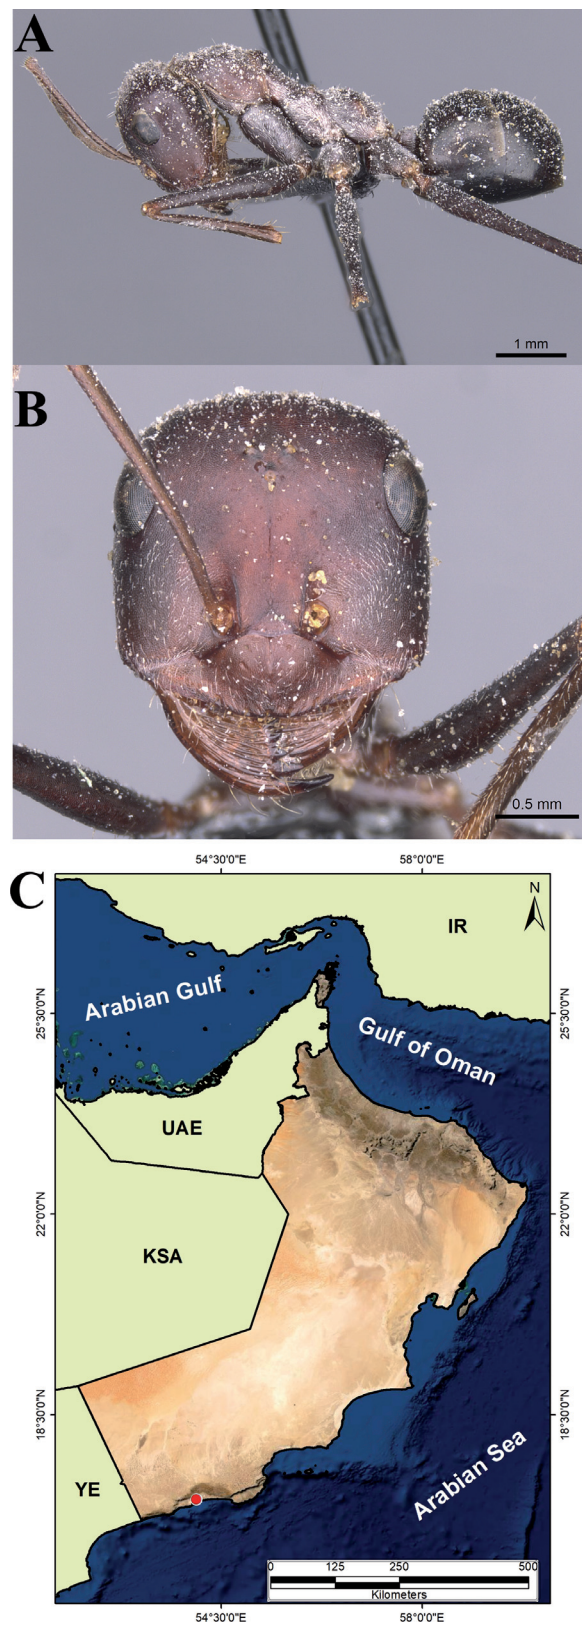 A
1 mm
B
0.5 mm
C
54°30'0"E
58°0'0"E
N
IR
Arabian Gulf
25°30'0"N
25°30'0"N
Gulf of Oman
UAE
22°0'0"N
22°0'0"N
KSA
18°30'0"N
18°30'0"N
YE
Arabian Sea
0
125
250
500
Kilometers
54°30'0"E
58°0'0"E